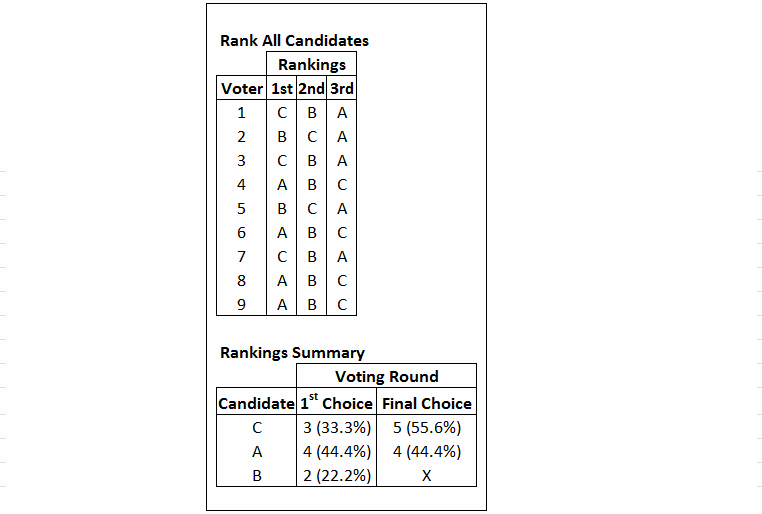 Rank All Candidates
Rankings
Voter 1st 2nd 3rd
1 C B A
2 B C A
3 C B A
4 A B C
5 B C A
6 A B C
7 C B A
8 A B C
9 A B C
Rankings Summary
Voting Round
Candidate 1st Choice Final Choice
C 3 (33.3%) 5 (55.6%)
A 4 (44.4%) 4 (44.4%)
B 2 (22.2%) X